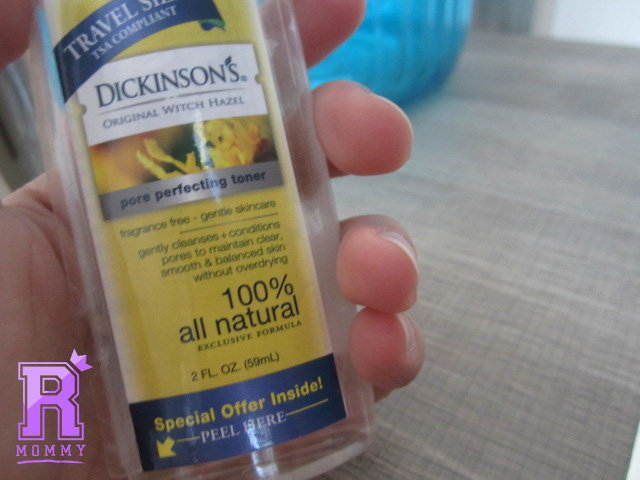 TRAVEL SIZE
TSA COMPLIANT
DICKINSON'S®
ORIGINAL WITCH HAZEL
pore perfecting toner
fragrance free - gentle skincare
gently cleanses + conditions
pores to maintain clear,
smooth & balanced skin
without overdrying
100%
all natural
EXCLUSIVE FORMULA
2 FL. OZ. (59mL)
Special Offer Inside!
PEEL HERE
R
MOMMY